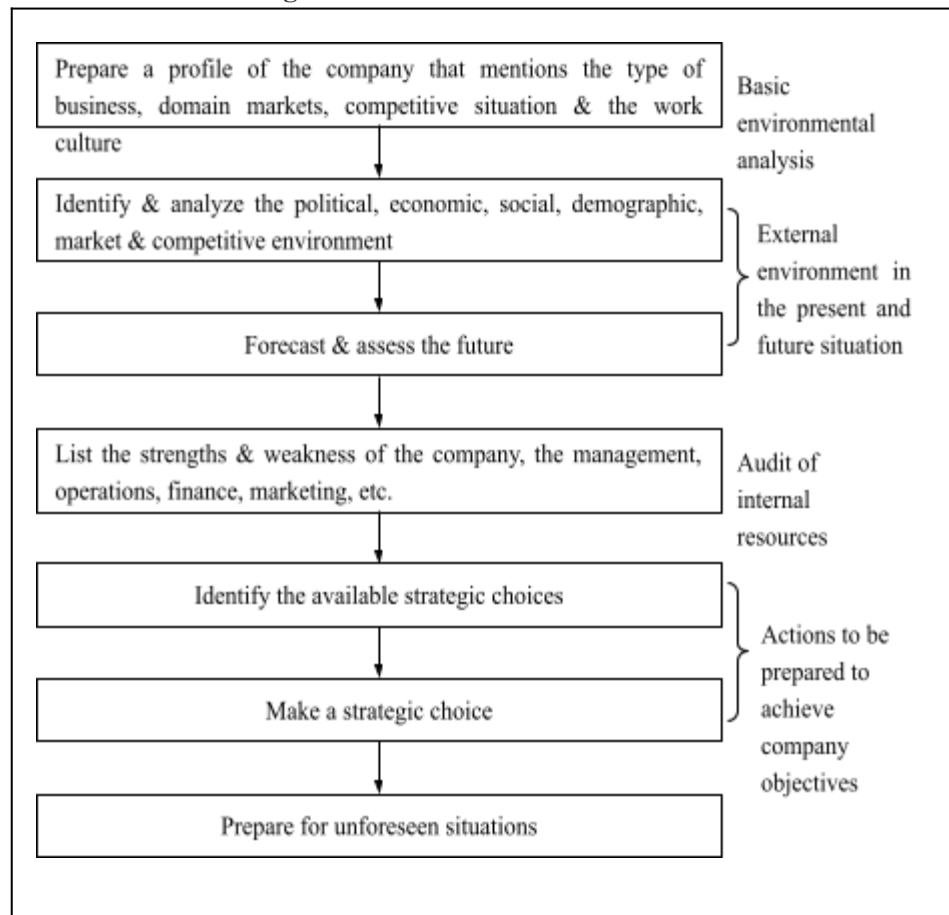 Prepare a profile of the company that mentions the type of
business, domain markets, competitive situation & the work
culture
Basic
environmental
analysis
Identify & analyze the political, economic, social, demographic,
market & competitive environment
External
environment in
the present and
future situation
Forecast & assess the future
List the strengths & weakness of the company, the management,
operations, finance, marketing, etc.
Audit of
internal
resources
Identify the available strategic choices
Actions to be
prepared to
achieve
company
objectives
Make a strategic choice
Prepare for unforeseen situations